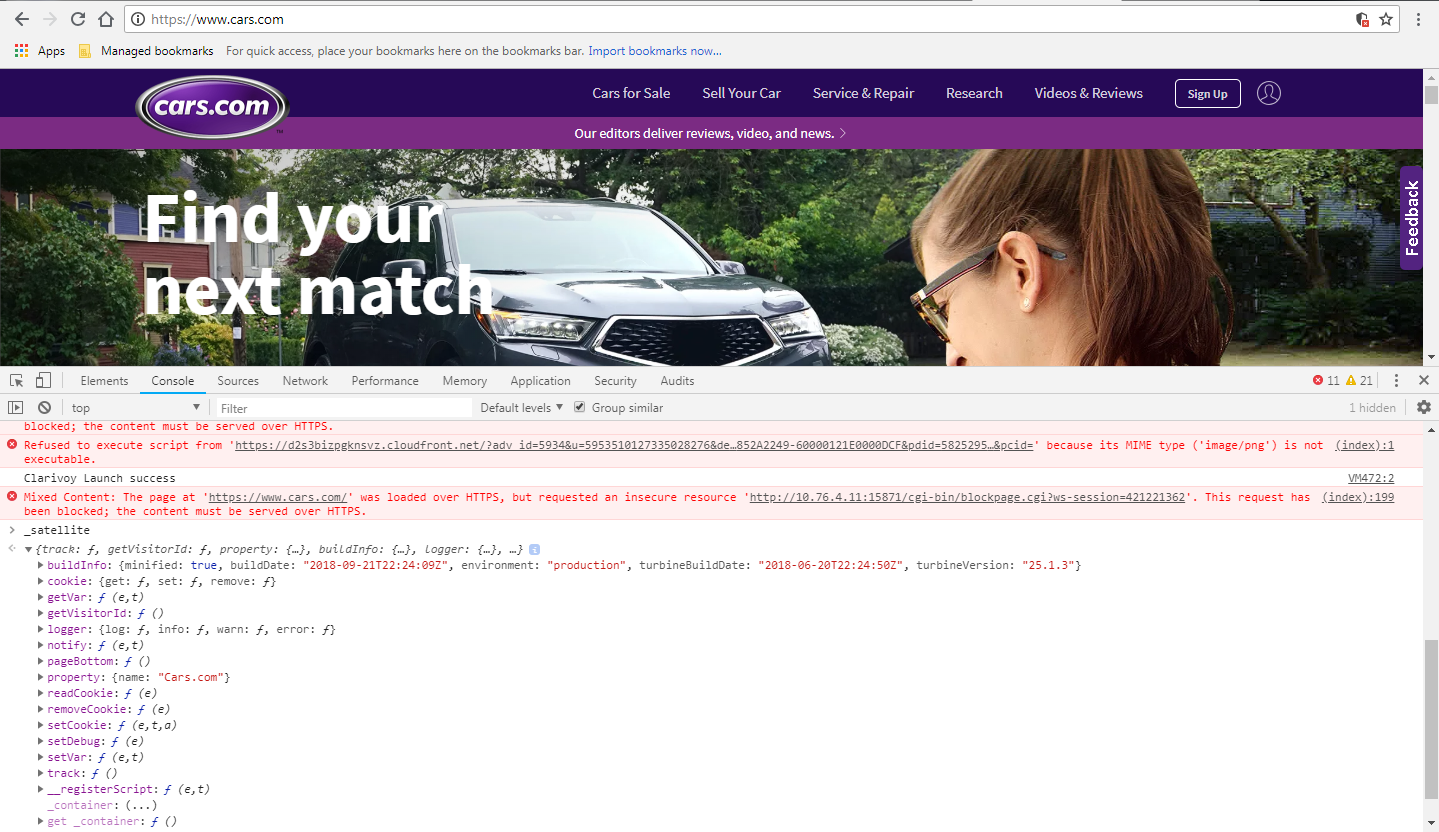 https://www.cars.com
Apps Managed bookmarks For quick access, place your bookmarks here on the bookmarks bar. Import bookmarks now...
cars.com Cars for Sale Sell Your Car Service & Repair Research Videos & Reviews Sign Up
Our editors deliver reviews, video, and news.
Find your
next match
Feedback
Elements Console Sources Network Performance Memory Application Security Audits 11 21
top Filter Default levels Group similar 1 hidden
blocked; the content must be served over HTTPS.
Refused to execute script from 'https://d2s3bizpgknsvz.cloudfront.net/?adv_id=5934&u=5953510127335028276&de…852A2249-60000121E0000DCF&pdid=5825295…&pcid=' because its MIME type ('image/png') is not (index):1
executable.
Clarivoy Launch success VM472:2
Mixed Content: The page at 'https://www.cars.com/' was loaded over HTTPS, but requested an insecure resource 'http://10.76.4.11:15871/cgi-bin/blockpage.cgi?ws-session=421221362'. This request has (index):199
been blocked; the content must be served over HTTPS.
> _satellite
{track: ƒ, getVisitorId: ƒ, property: {…}, buildInfo: {…}, logger: {…}, …} i
buildInfo: {minified: true, buildDate: "2018-09-21T22:24:09Z", environment: "production", turbineBuildDate: "2018-06-20T22:24:50Z", turbineVersion: "25.1.3"}
cookie: {get: ƒ, set: ƒ, remove: ƒ}
getVar: ƒ (e,t)
getVisitorId: ƒ ()
logger: {log: ƒ, info: ƒ, warn: ƒ, error: ƒ}
notify: ƒ (e,t)
pageBottom: ƒ ()
property: {name: "Cars.com"}
readCookie: ƒ (e)
removeCookie: ƒ (e)
setCookie: ƒ (e,t,a)
setDebug: ƒ (e)
setVar: ƒ (e,t)
track: ƒ ()
__registerScript: ƒ (e,t)
_container: (...)
get _container: ƒ ()